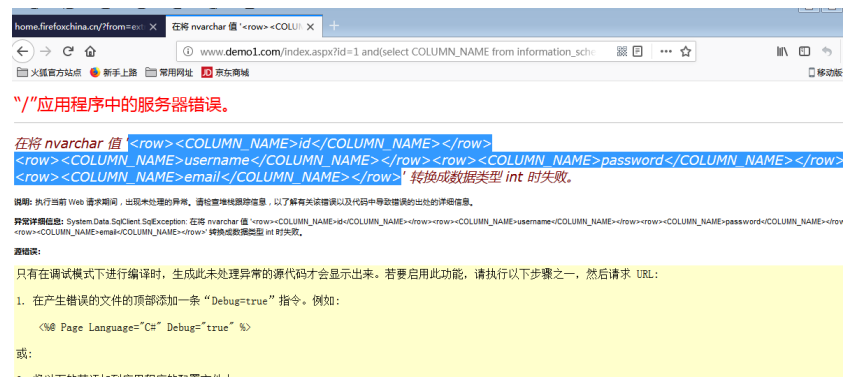 home.firefoxchina.cn/?from=ext
在将 nvarchar 值 '<row><COLUM
www.demo1.com/index.aspx?id=1 and(select COLUMN_NAME from information_sche
火狐官方站点 新手上路 常用网址 JD 京东商城 移动版
“/”应用程序中的服务器错误。
在将 nvarchar 值 '<row><COLUMN_NAME>id</COLUMN_NAME></row>
<row><COLUMN_NAME>username</COLUMN_NAME></row><row><COLUMN_NAME>password</COLUMN_NAME></row>
<row><COLUMN_NAME>email</COLUMN_NAME></row>' 转换成数据类型 int 时失败。
说明: 执行当前 Web 请求期间，出现未处理的异常。请检查堆栈跟踪信息，以了解有关该错误以及代码中导致错误的出处的详细信息。
异常详细信息: System.Data.SqlClient.SqlException: 在将 nvarchar 值 '<row><COLUMN_NAME>id</COLUMN_NAME></row><row><COLUMN_NAME>username</COLUMN_NAME></row><row><COLUMN_NAME>password</COLUMN_NAME></row
<row><COLUMN_NAME>email</COLUMN_NAME></row>' 转换成数据类型 int 时失败。
源错误:
只有在调试模式下进行编译时，生成此未处理异常的源代码才会显示出来。若要启用此功能，请执行以下步骤之一，然后请求 URL:
1. 在产生错误的文件的顶部添加一条“Debug=true”指令。例如:
<%@ Page Language="C#" Debug="true" %>
或: